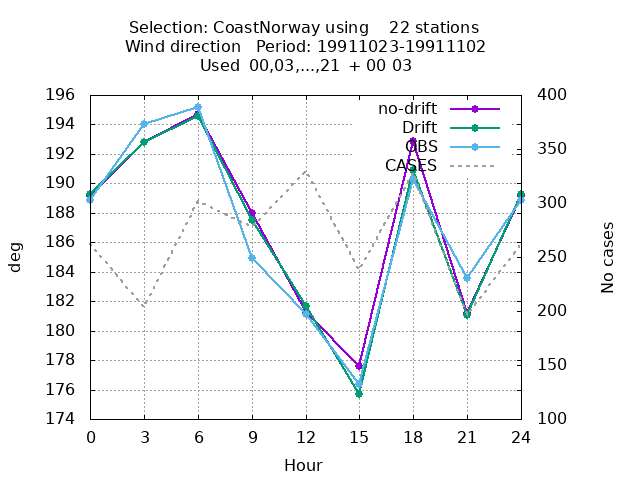 Selection: CoastNorway using    22 stations
Wind direction   Period: 19911023-19911102
Used  00,03,...,21  + 00 03
196
194
192
190
188
186
184
182
180
178
176
174
400
350
300
250
200
150
100
no-drift
Drift
OBS
CASES
deg
No cases
0 3 6 9 12 15 18 21 24
Hour